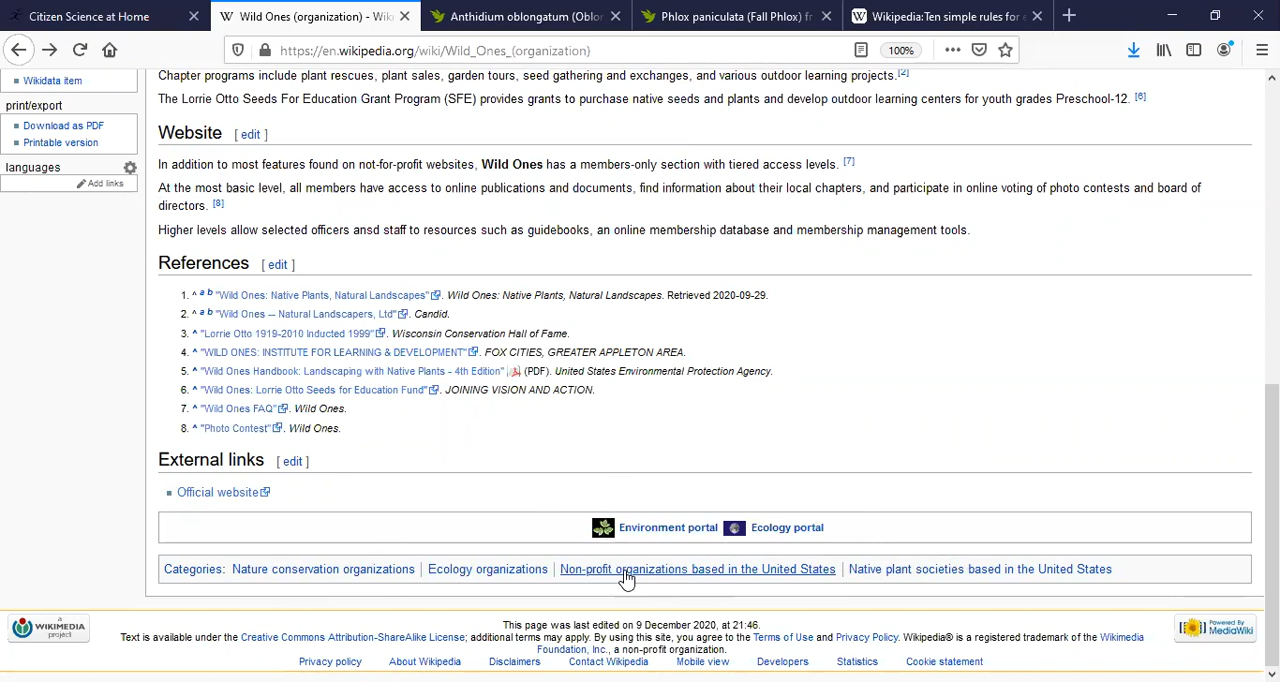 Citizen Science at Home
Wild Ones (organization) - Wiki
Anthidium oblongatum (Oblon
Phlox paniculata (Fall Phlox) fr
Wikipedia:Ten simple rules for e
https://en.wikipedia.org/wiki/Wild_Ones_(organization)
100%
Wikidata item
print/export
Download as PDF
Printable version
languages
Add links
Chapter programs include plant rescues, plant sales, garden tours, seed gathering and exchanges, and various outdoor learning projects.[2]
The Lorrie Otto Seeds For Education Grant Program (SFE) provides grants to purchase native seeds and plants and develop outdoor learning centers for youth grades Preschool-12. [6]
Website [ edit ]
In addition to most features found on not-for-profit websites, Wild Ones has a members-only section with tiered access levels. [7]
At the most basic level, all members have access to online publications and documents, find information about their local chapters, and participate in online voting of photo contests and board of
directors. [8]
Higher levels allow selected officers ansd staff to resources such as guidebooks, an online membership database and membership management tools.
References [ edit ]
1. ^ a b "Wild Ones: Native Plants, Natural Landscapes". Wild Ones: Native Plants, Natural Landscapes. Retrieved 2020-09-29.
2. ^ a b "Wild Ones -- Natural Landscapers, Ltd". Candid.
3. ^ "Lorrie Otto 1919-2010 Inducted 1999". Wisconsin Conservation Hall of Fame.
4. ^ "WILD ONES: INSTITUTE FOR LEARNING & DEVELOPMENT". FOX CITIES, GREATER APPLETON AREA.
5. ^ "Wild Ones Handbook: Landscaping with Native Plants - 4th Edition" (PDF). United States Environmental Protection Agency.
6. ^ "Wild Ones: Lorrie Otto Seeds for Education Fund". JOINING VISION AND ACTION.
7. ^ "Wild Ones FAQ". Wild Ones.
8. ^ "Photo Contest". Wild Ones.
External links [ edit ]
Official website
Environment portal Ecology portal
Categories: Nature conservation organizations | Ecology organizations | Non-profit organizations based in the United States | Native plant societies based in the United States
a WIKIMEDIA project
This page was last edited on 9 December 2020, at 21:46.
Text is available under the Creative Commons Attribution-ShareAlike License; additional terms may apply. By using this site, you agree to the Terms of Use and Privacy Policy. Wikipedia® is a registered trademark of the Wikimedia
Foundation, Inc., a non-profit organization.
Powered By MediaWiki
Privacy policy About Wikipedia Disclaimers Contact Wikipedia Mobile view Developers Statistics Cookie statement